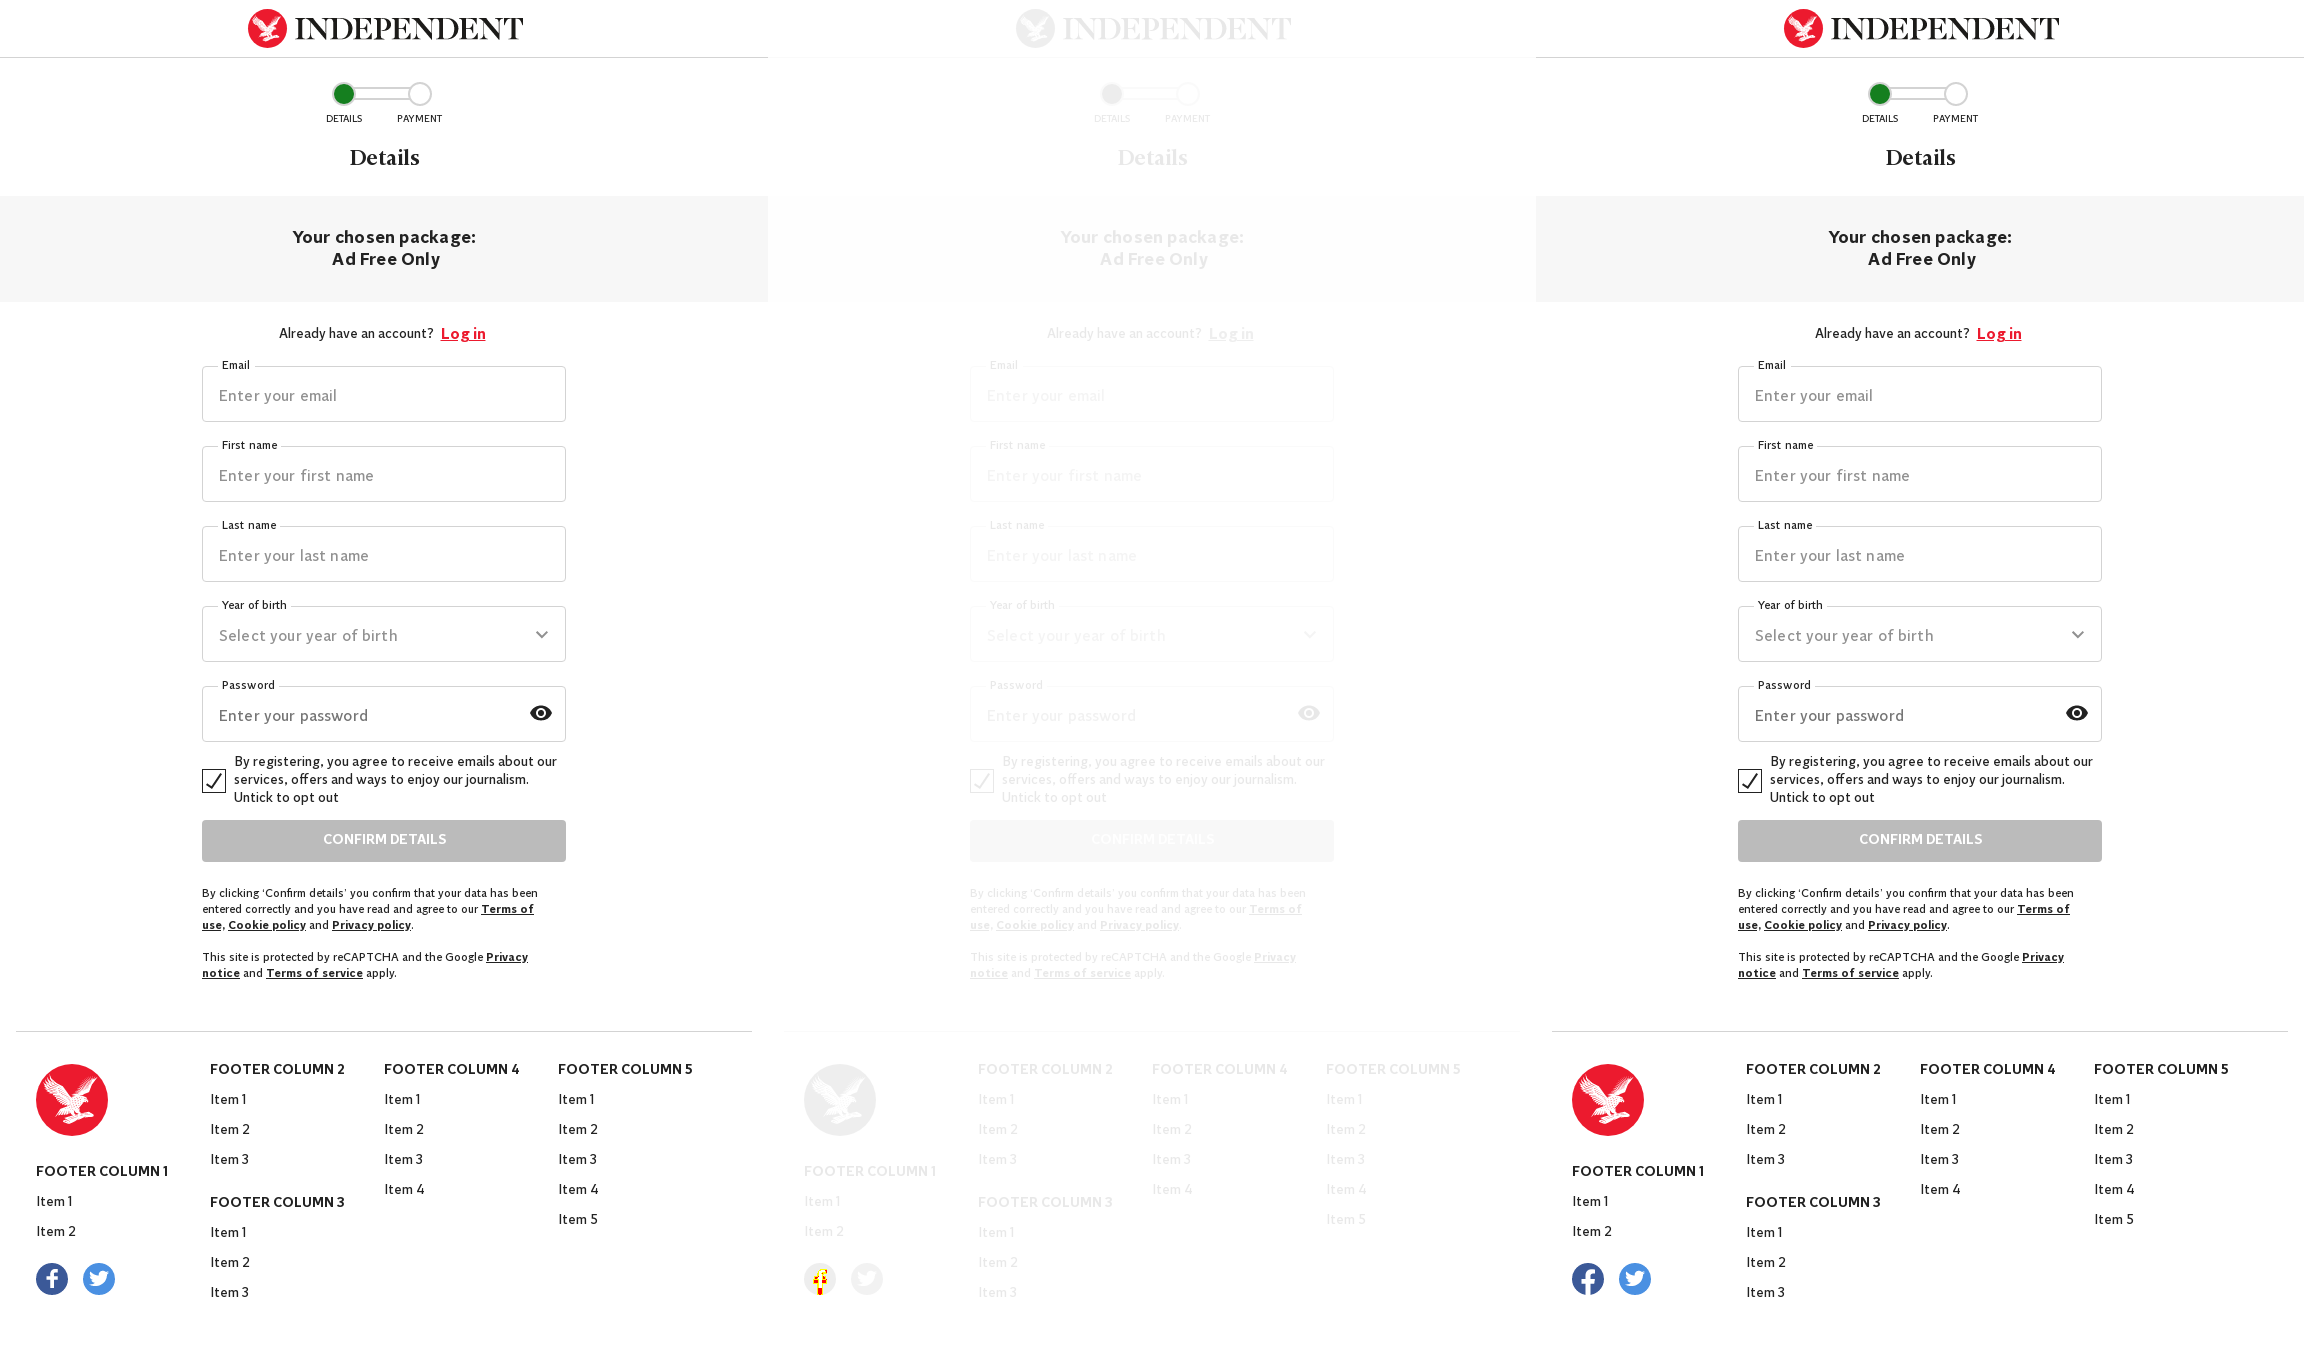 INDEPENDENT
DETAILS PAYMENT
Details
Your chosen package:
Ad Free Only
Already have an account? Log in
Email
Enter your email
First name
Enter your first name
Last name
Enter your last name
Year of birth
Select your year of birth
Password
Enter your password
By registering, you agree to receive emails about our
services, offers and ways to enjoy our journalism.
Untick to opt out
CONFIRM DETAILS
By clicking ‘Confirm details’ you confirm that your data has been
entered correctly and you have read and agree to our Terms of
use, Cookie policy and Privacy policy.
This site is protected by reCAPTCHA and the Google Privacy
notice and Terms of service apply.
FOOTER COLUMN 1
Item 1
Item 2
FOOTER COLUMN 2
Item 1
Item 2
Item 3
FOOTER COLUMN 3
Item 1
Item 2
Item 3
FOOTER COLUMN 4
Item 1
Item 2
Item 3
Item 4
FOOTER COLUMN 5
Item 1
Item 2
Item 3
Item 4
Item 5
INDEPENDENT
DETAILS PAYMENT
Details
Your chosen package:
Ad Free Only
Already have an account? Log in
Email
Enter your email
First name
Enter your first name
Last name
Enter your last name
Year of birth
Select your year of birth
Password
Enter your password
By registering, you agree to receive emails about our
services, offers and ways to enjoy our journalism.
Untick to opt out
CONFIRM DETAILS
By clicking ‘Confirm details’ you confirm that your data has been
entered correctly and you have read and agree to our Terms of
use, Cookie policy and Privacy policy.
This site is protected by reCAPTCHA and the Google Privacy
notice and Terms of service apply.
FOOTER COLUMN 1
Item 1
Item 2
FOOTER COLUMN 2
Item 1
Item 2
Item 3
FOOTER COLUMN 3
Item 1
Item 2
Item 3
FOOTER COLUMN 4
Item 1
Item 2
Item 3
Item 4
FOOTER COLUMN 5
Item 1
Item 2
Item 3
Item 4
Item 5
INDEPENDENT
DETAILS PAYMENT
Details
Your chosen package:
Ad Free Only
Already have an account? Log in
Email
Enter your email
First name
Enter your first name
Last name
Enter your last name
Year of birth
Select your year of birth
Password
Enter your password
By registering, you agree to receive emails about our
services, offers and ways to enjoy our journalism.
Untick to opt out
CONFIRM DETAILS
By clicking ‘Confirm details’ you confirm that your data has been
entered correctly and you have read and agree to our Terms of
use, Cookie policy and Privacy policy.
This site is protected by reCAPTCHA and the Google Privacy
notice and Terms of service apply.
FOOTER COLUMN 1
Item 1
Item 2
FOOTER COLUMN 2
Item 1
Item 2
Item 3
FOOTER COLUMN 3
Item 1
Item 2
Item 3
FOOTER COLUMN 4
Item 1
Item 2
Item 3
Item 4
FOOTER COLUMN 5
Item 1
Item 2
Item 3
Item 4
Item 5